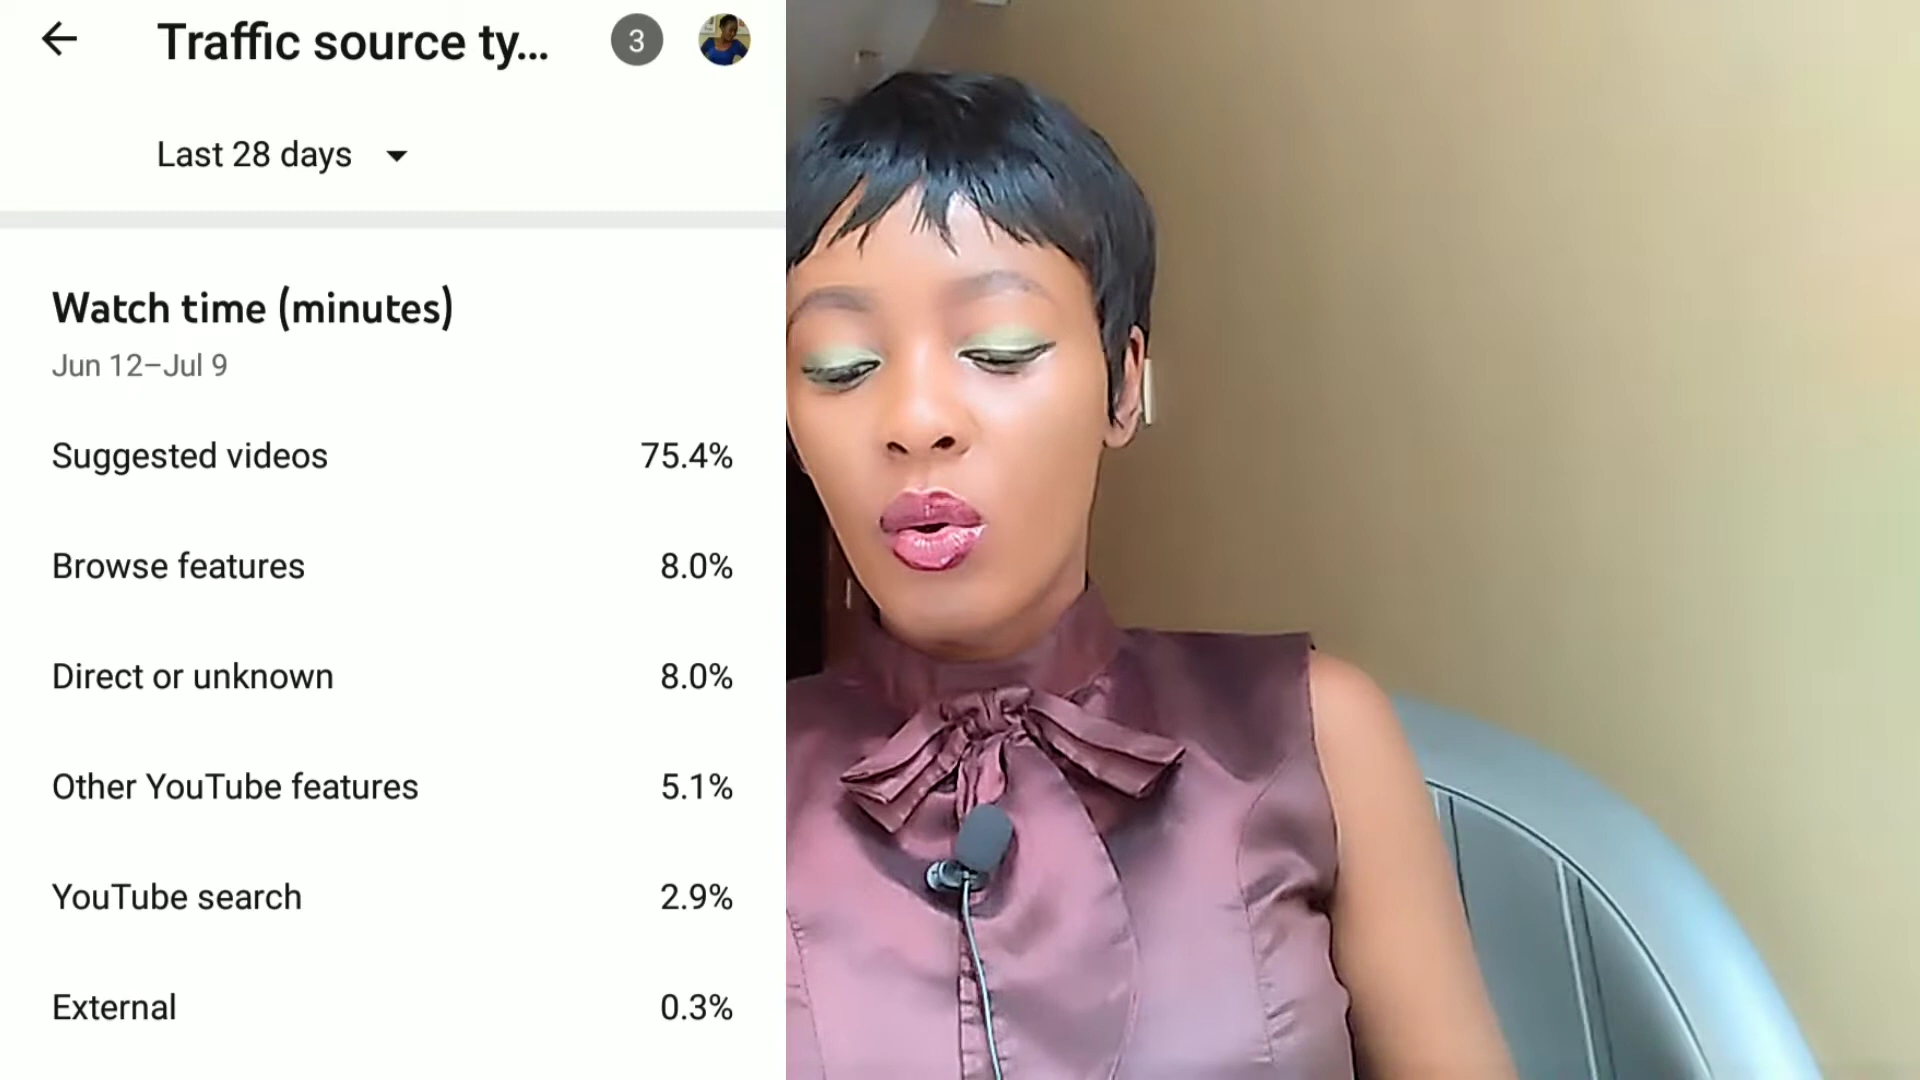 Traffic source ty...
3
Last 28 days
Watch time (minutes)
Jun 12–Jul 9
Suggested videos 75.4%
Browse features 8.0%
Direct or unknown 8.0%
Other YouTube features 5.1%
YouTube search 2.9%
External 0.3%